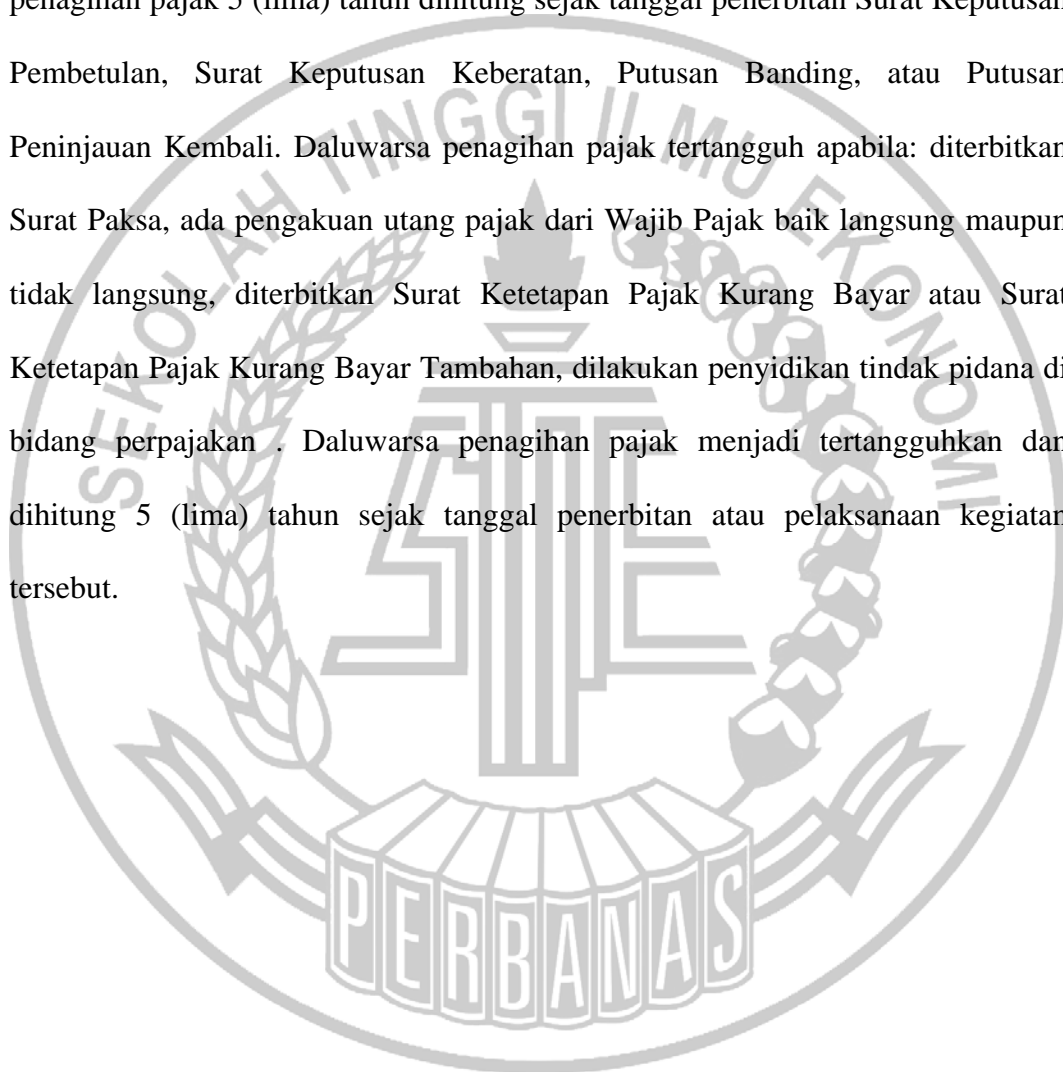 penagihan pajak 5 (lima) tahun dihitung sejak tanggal penerbitan Surat Keputusan
Pembetulan, Surat Keputusan Keberatan, Putusan Banding, atau Putusan
Peninjauan Kembali. Daluwarsa penagihan pajak tertangguh apabila: diterbitkan
Surat Paksa, ada pengakuan utang pajak dari Wajib Pajak baik langsung maupun
tidak langsung, diterbitkan Surat Ketetapan Pajak Kurang Bayar atau Surat
Ketetapan Pajak Kurang Bayar Tambahan, dilakukan penyidikan tindak pidana di
bidang perpajakan . Daluwarsa penagihan pajak menjadi tertangguhkan dan
dihitung 5 (lima) tahun sejak tanggal penerbitan atau pelaksanaan kegiatan
tersebut.
SEKOLAH TINGGI ILMU EKONOMI
PERBANAS